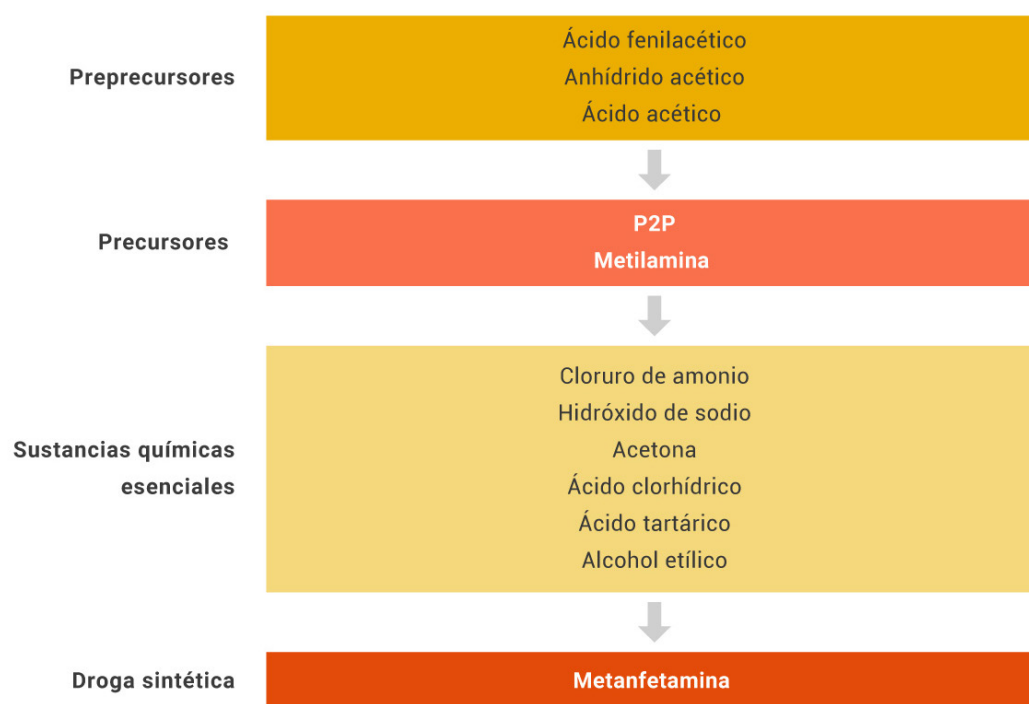 Preprecursores
Ácido fenilacético
Anhídrido acético
Ácido acético
Precursores
P2P
Metilamina
Sustancias químicas
esenciales
Cloruro de amonio
Hidróxido de sodio
Acetona
Ácido clorhídrico
Ácido tartárico
Alcohol etílico
Droga sintética
Metanfetamina